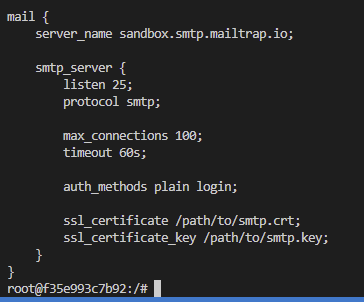 mail {
    server_name sandbox.smtp.mailtrap.io;

    smtp_server {
        listen 25;
        protocol smtp;

        max_connections 100;
        timeout 60s;

        auth_methods plain login;

        ssl_certificate /path/to/smtp.crt;
        ssl_certificate_key /path/to/smtp.key;
    }
}
root@f35e993c7b92:/#